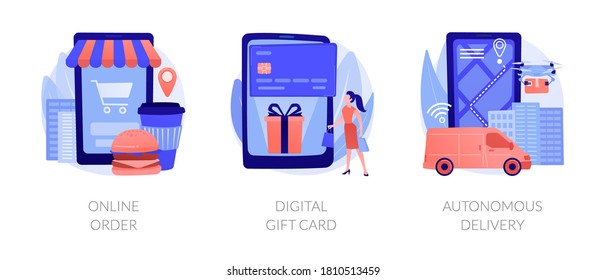 ONLINE
ORDER
DIGITAL
GIFT CARD
AUTONOMOUS
DELIVERY
shutterstock.com · 1810513459